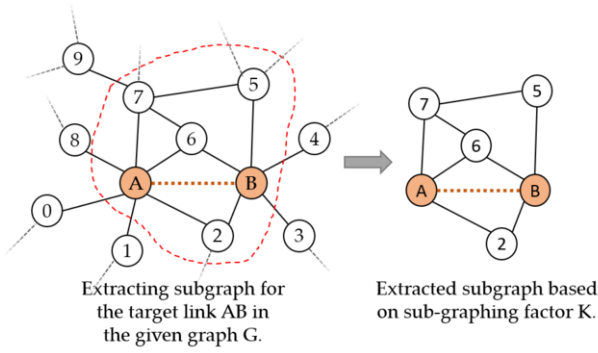 9
7
5
8
6
4
A
B
0
1
2
3
7
5
6
A
B
2
Extracting subgraph for
the target link AB in
the given graph G.
Extracted subgraph based
on sub-graphing factor K.